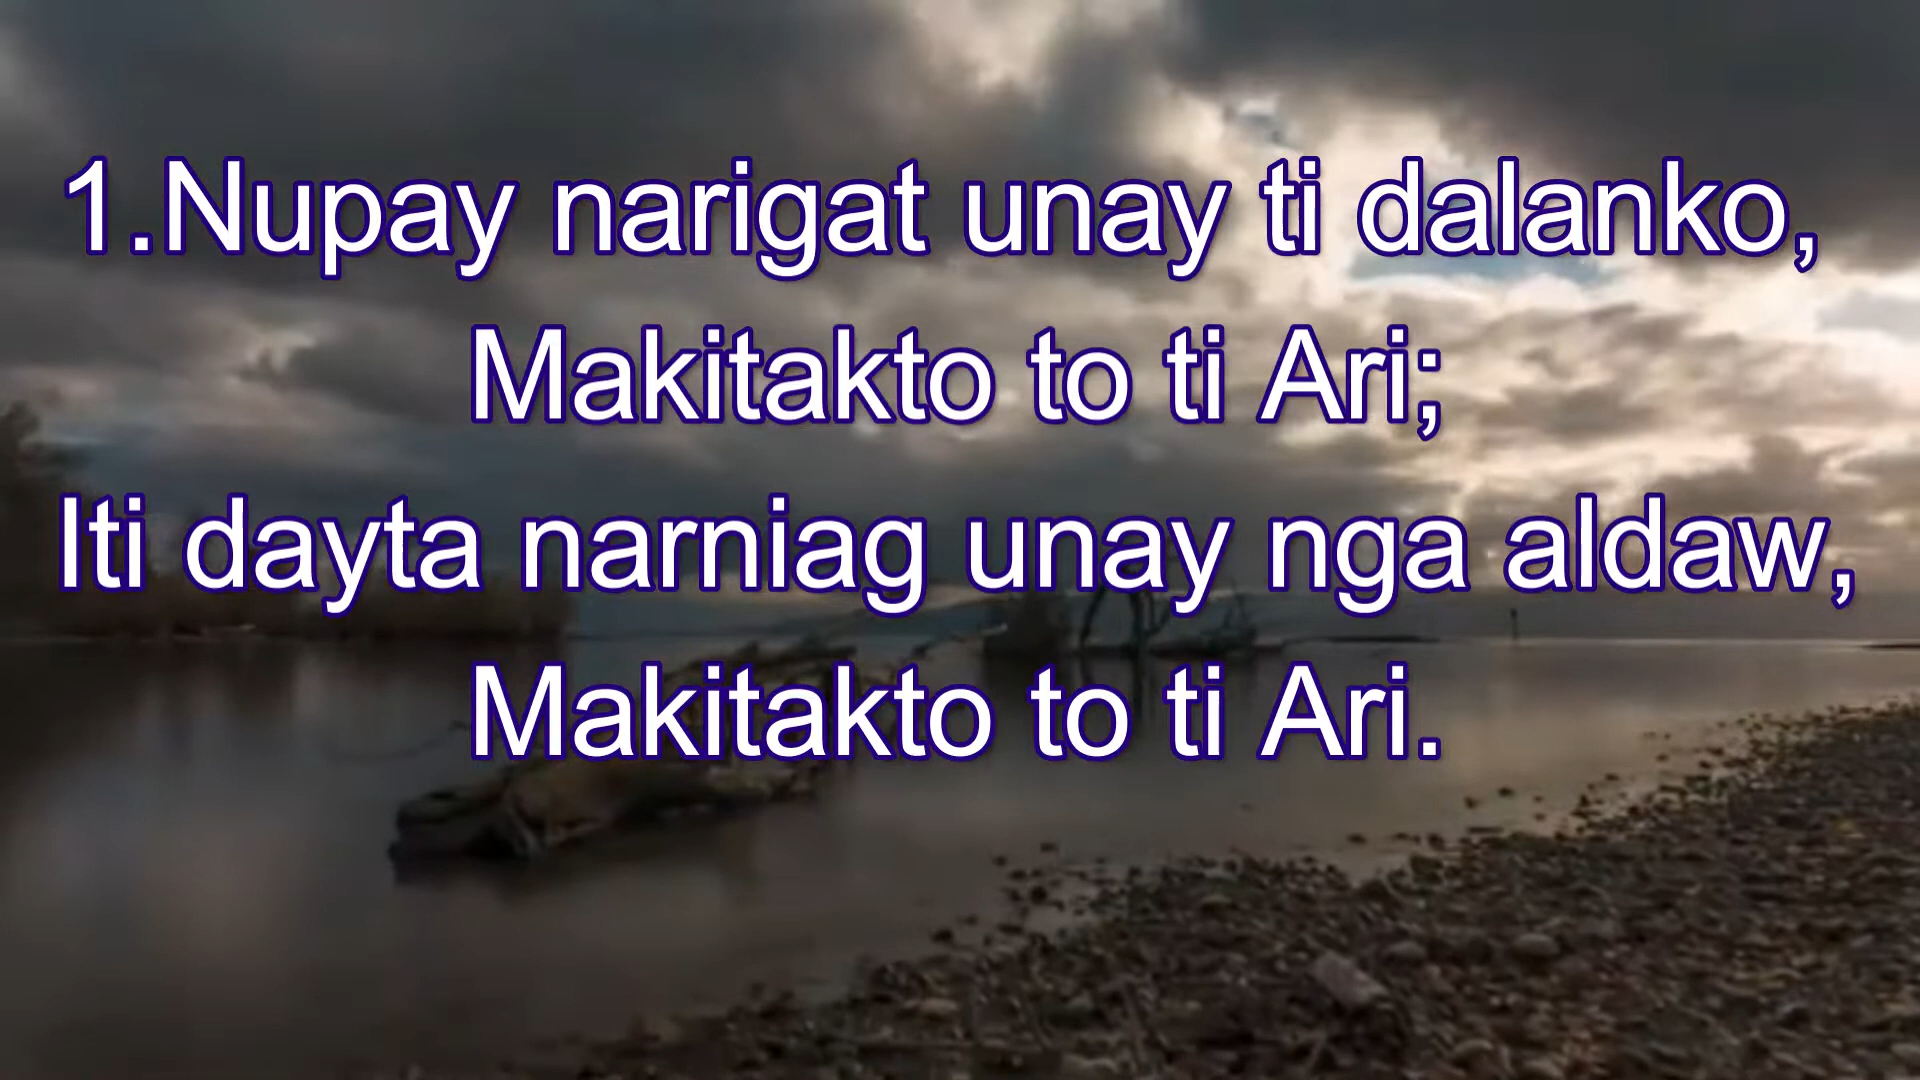 1.Nupay narigat unay ti dalanko,
Makitakto to ti Ari;
Iti dayta narniag unay nga aldaw,
Makitakto to ti Ari.